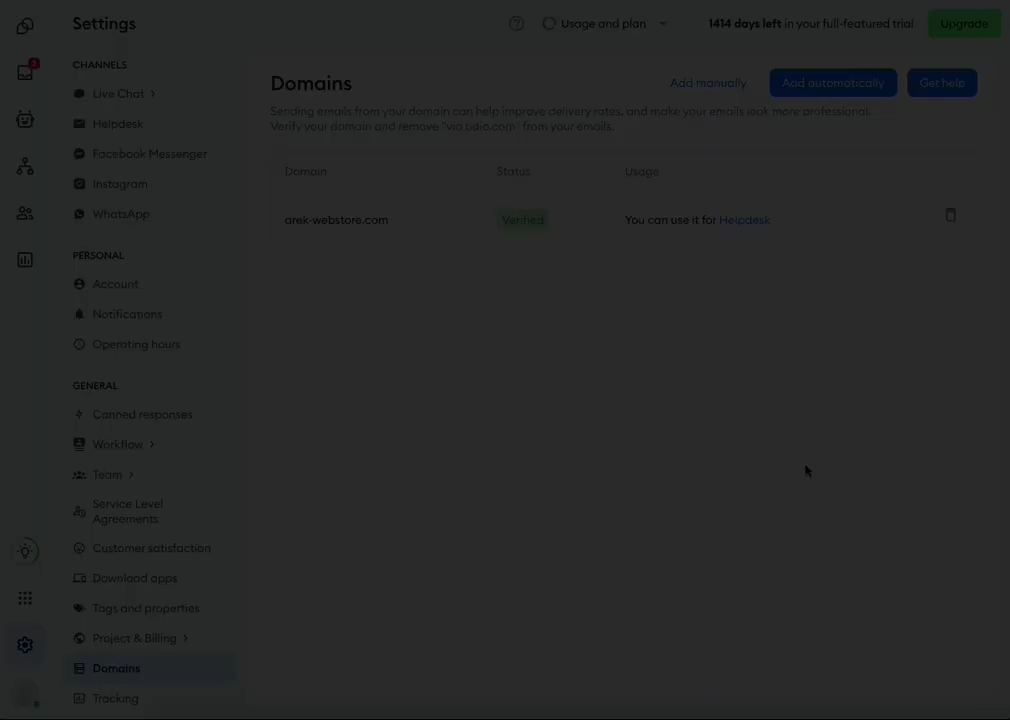 Settings
Usage and plan
1414 days left in your full-featured trial
Upgrade
2
CHANNELS
Live Chat
Helpdesk
Facebook Messenger
Instagram
WhatsApp
PERSONAL
Account
Notifications
Operating hours
GENERAL
Canned responses
Workflow
Team
Service Level
Agreements
Customer satisfaction
Download apps
Tags and properties
Project & Billing
Domains
Tracking
Domains
Add manually
Add automatically
Get help
Sending emails from your domain can help improve delivery rates, and make your emails look more professional.
Verify your domain and remove "via tidio.com" from your emails.
Domain Status Usage
arek-webstore.com Verified You can use it for Helpdesk